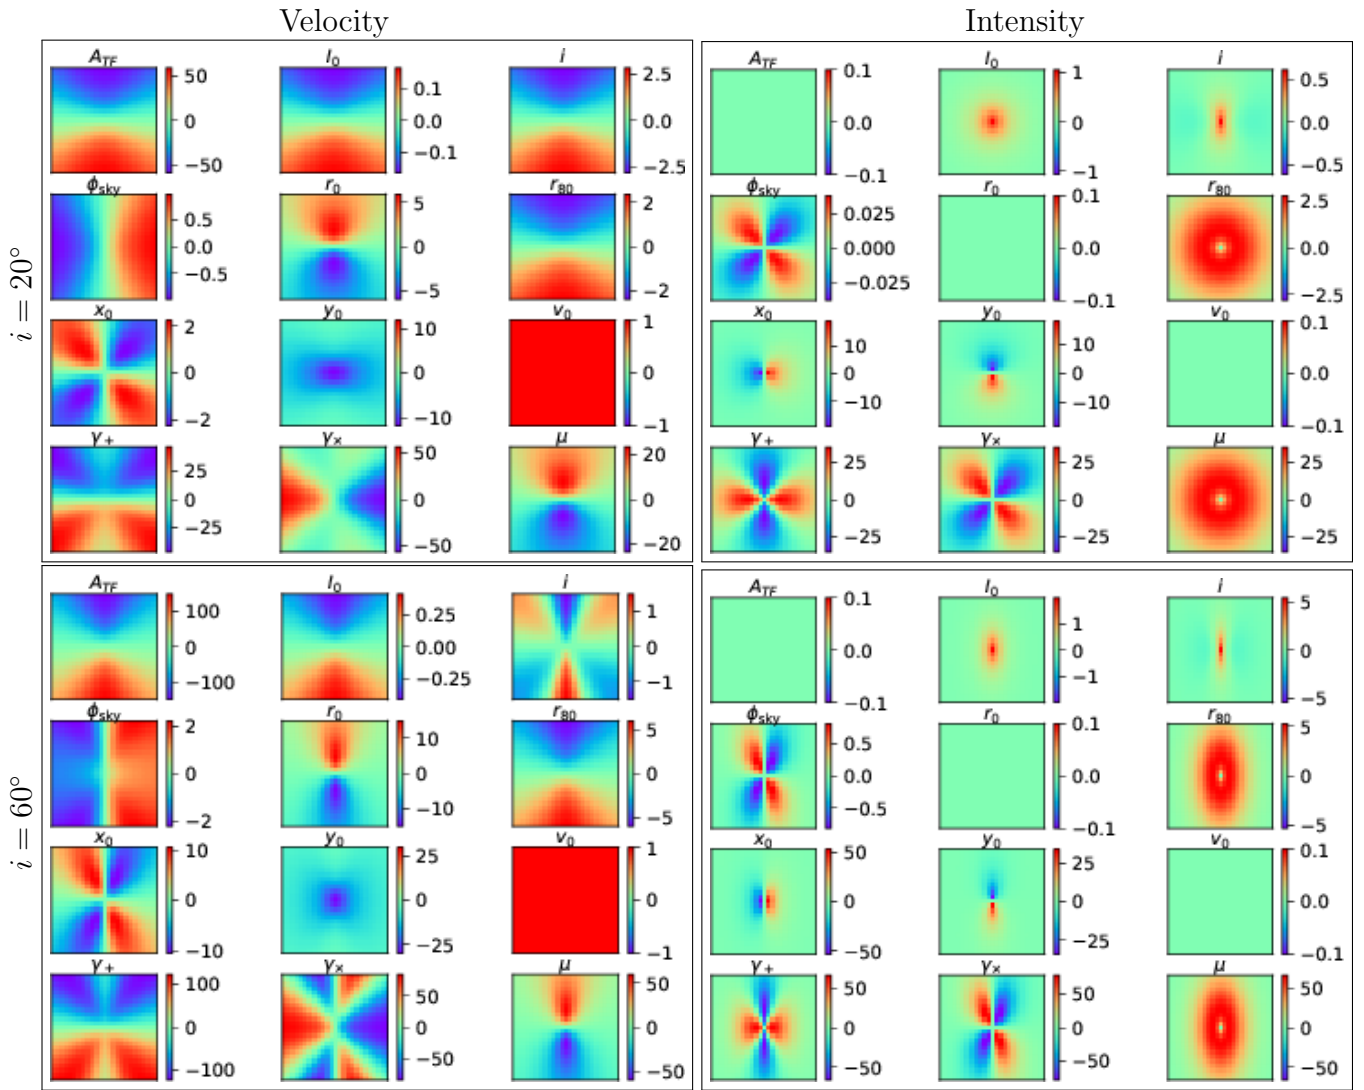 Velocity Intensity
A_TF I_0 i A_TF I_0 i
50 0.1 2.5 0.1 1 0.5
0 0.0 0.0 0.0 0 0.0
−50 −0.1 −2.5 −0.1 −1 −0.5
ϕ_sky r_0 r_80 ϕ_sky r_0 r_80
0.5 5 2 0.025 0.1 2.5
0.0 0 0 0.000 0.0 0.0
−0.5 −5 −2 −0.025 −0.1 −2.5
i = 20°
x_0 y_0 v_0 x_0 y_0 v_0
2 10 1 10 10 0.1
0 0 0 0 0 0.0
−2 −10 −1 −10 −10 −0.1
γ_+ γ_× μ γ_+ γ_× μ
25 50 20 25 25 25
0 0 0 0 0 0
−25 −50 −20 −25 −25 −25
A_TF I_0 i A_TF I_0 i
100 0.25 1 0.1 1 5
0 0.00 0 0.0 0 0
−100 −0.25 −1 −0.1 −1 −5
ϕ_sky r_0 r_80 ϕ_sky r_0 r_80
2 10 5 0.5 0.1 5
0 0 0 0.0 0.0 0
−2 −10 −5 −0.5 −0.1 −5
i = 60°
x_0 y_0 v_0 x_0 y_0 v_0
10 25 1 50 25 0.1
0 0 0 0 0 0.0
−10 −25 −1 −50 −25 −0.1
γ_+ γ_× μ γ_+ γ_× μ
100 50 50 50 50 50
0 0 0 0 0 0
−100 −50 −50 −50 −50 −50